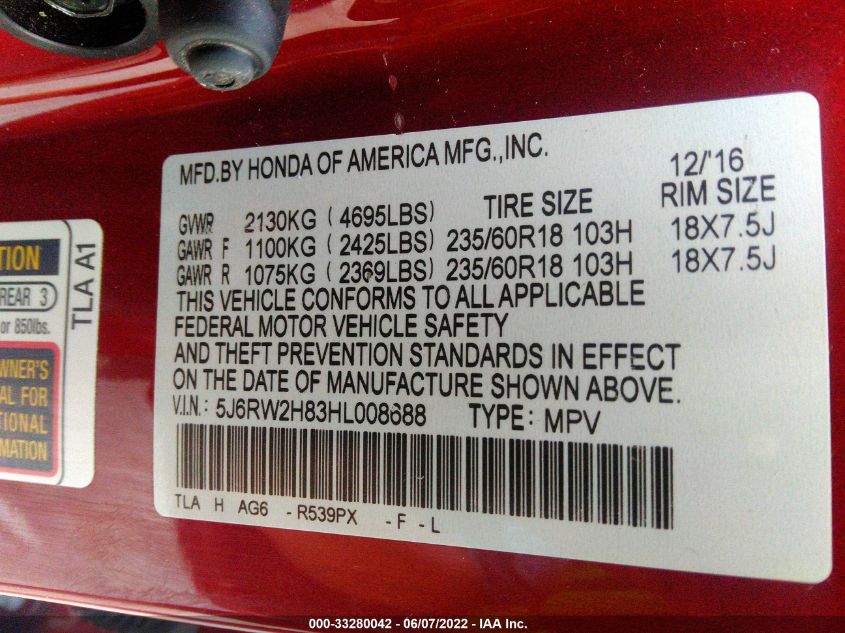 MFD.BY HONDA OF AMERICA MFG.,INC.
12/'16
TIRE SIZE RIM SIZE
GVWR 2130KG (4695LBS)
GAWR F 1100KG (2425LBS) 235/60R18 103H 18X7.5J
GAWR R 1075KG (2369LBS) 235/60R18 103H 18X7.5J
THIS VEHICLE CONFORMS TO ALL APPLICABLE
FEDERAL MOTOR VEHICLE SAFETY
AND THEFT PREVENTION STANDARDS IN EFFECT
ON THE DATE OF MANUFACTURE SHOWN ABOVE.
V.I.N: 5J6RW2H83HL008688 TYPE: MPV
TLA H AG6 - R539PX - F - L
TION
REAR 3
or 850lbs.
TLA A1
WNER'S
AL FOR
TIONAL
MATION
000-33280042 - 06/07/2022 - IAA Inc.